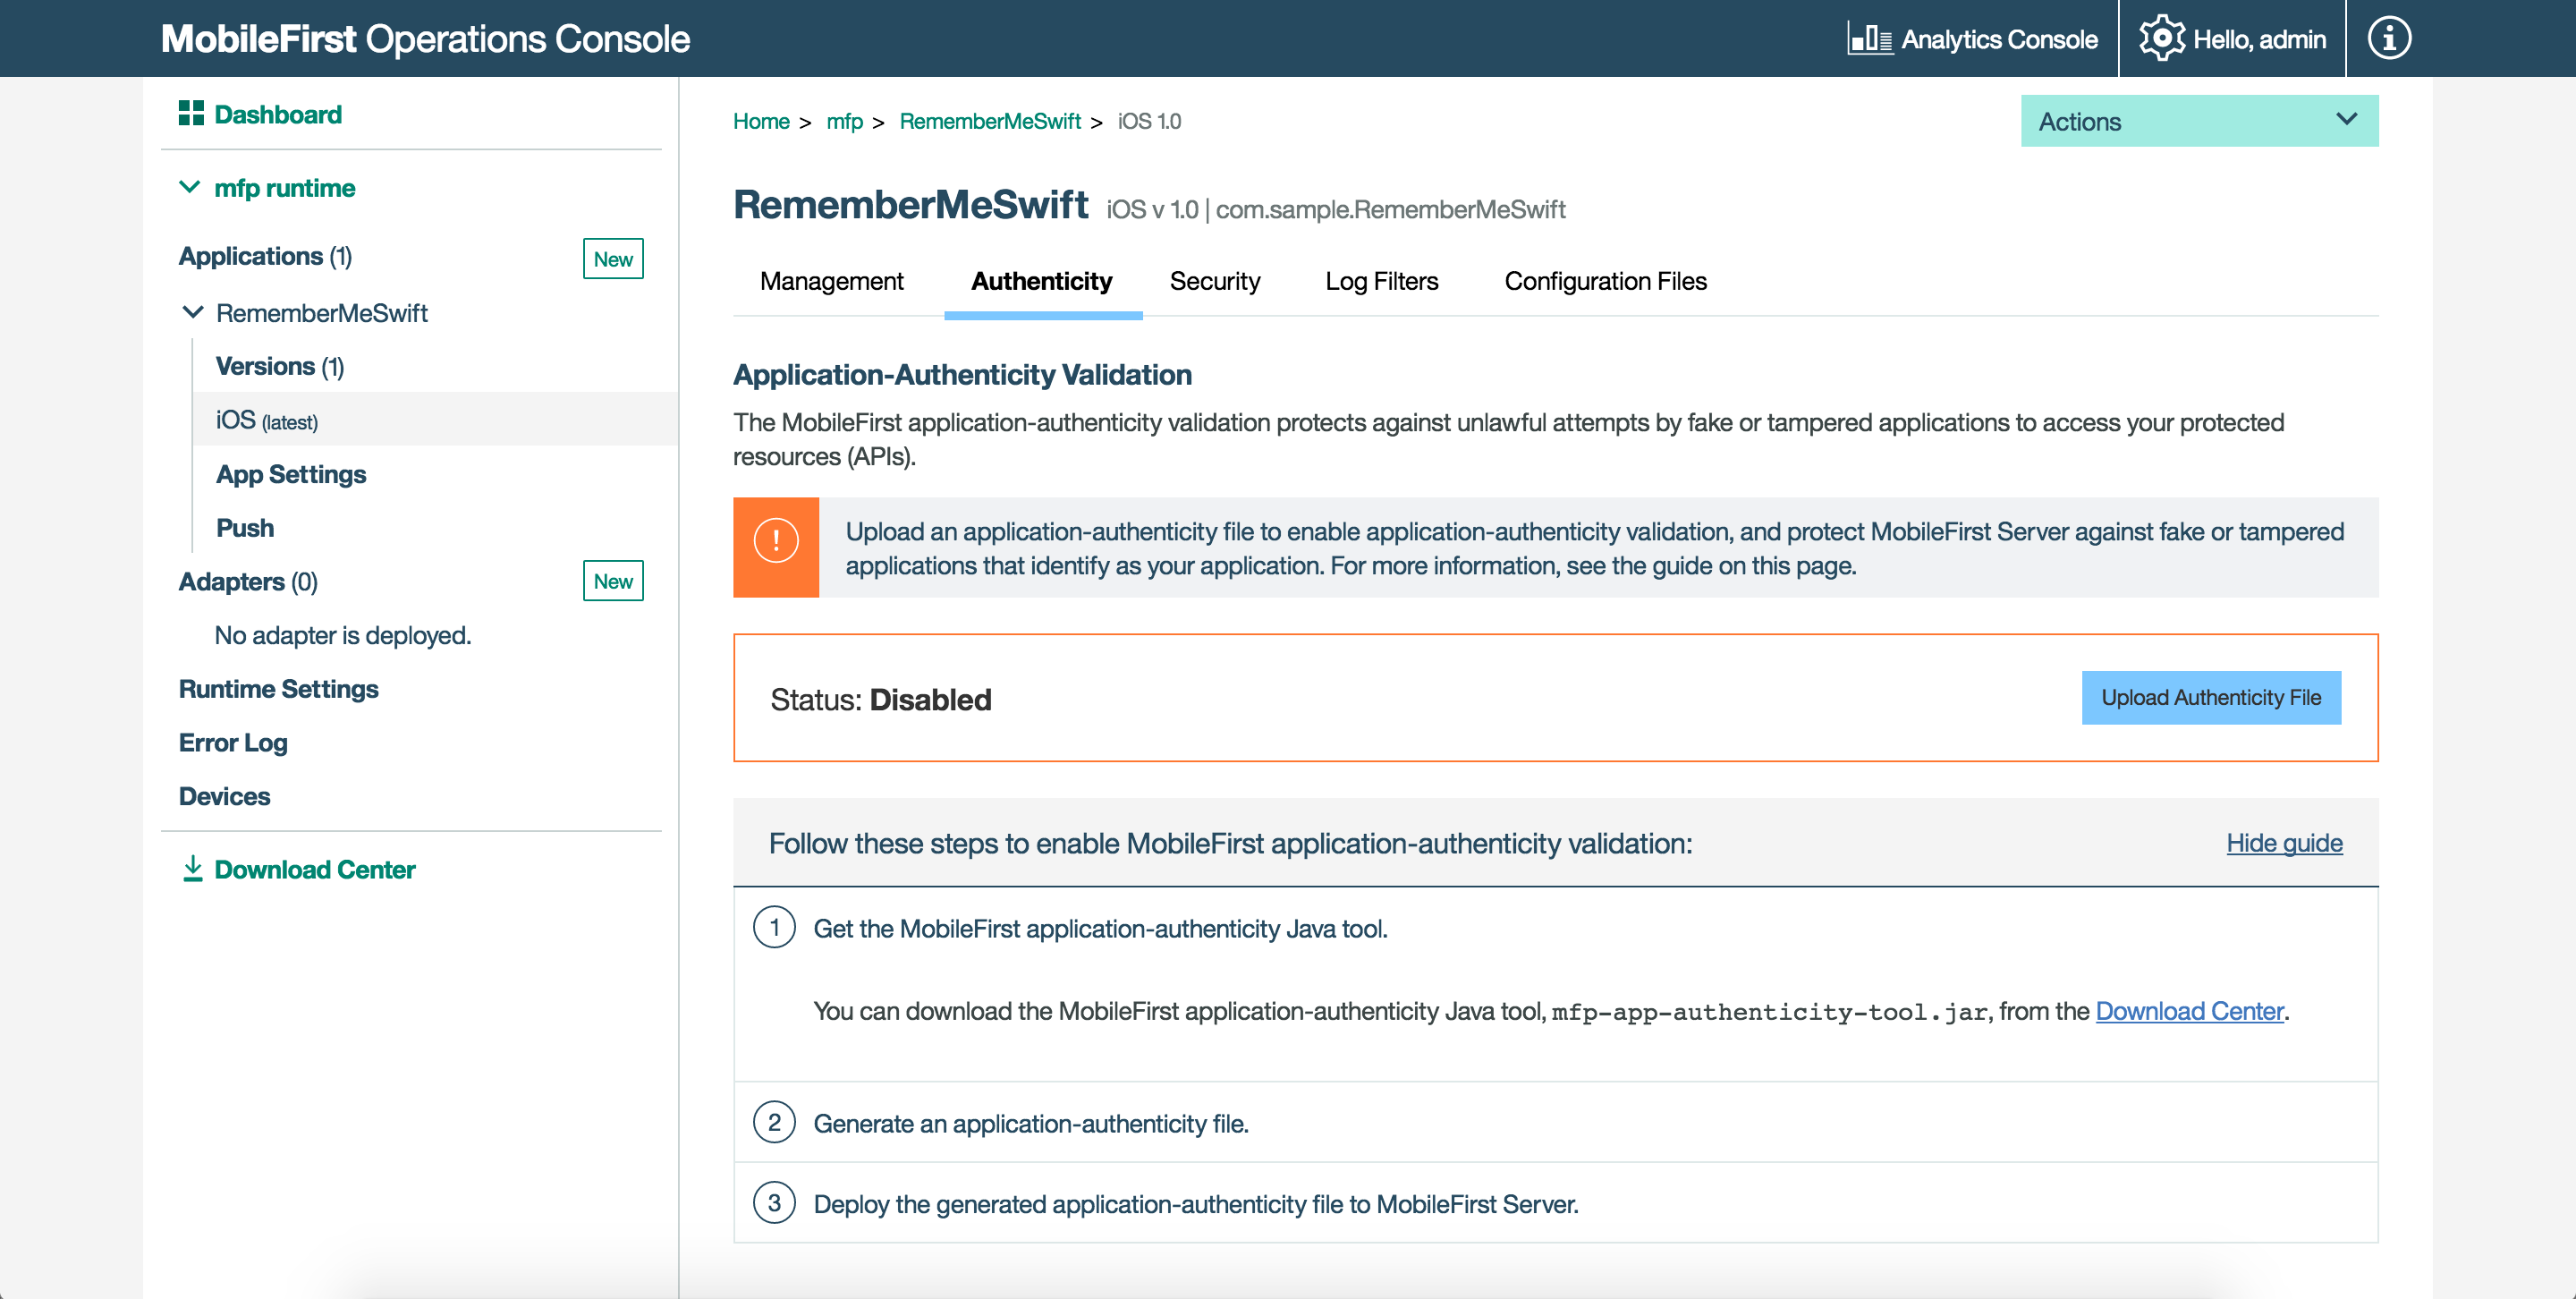 MobileFirst Operations Console
Analytics Console
Hello, admin
Dashboard
mfp runtime
Applications (1)
New
RememberMeSwift
Versions (1)
iOS (latest)
App Settings
Push
Adapters (0)
New
No adapter is deployed.
Runtime Settings
Error Log
Devices
Download Center
Home > mfp > RememberMeSwift > iOS 1.0
Actions
RememberMeSwift iOS v 1.0 | com.sample.RememberMeSwift
Management Authenticity Security Log Filters Configuration Files
Application-Authenticity Validation
The MobileFirst application-authenticity validation protects against unlawful attempts by fake or tampered applications to access your protected
resources (APIs).
Upload an application-authenticity file to enable application-authenticity validation, and protect MobileFirst Server against fake or tampered
applications that identify as your application. For more information, see the guide on this page.
Status: Disabled
Upload Authenticity File
Follow these steps to enable MobileFirst application-authenticity validation:
Hide guide
1 Get the MobileFirst application-authenticity Java tool.
You can download the MobileFirst application-authenticity Java tool, mfp-app-authenticity-tool.jar, from the Download Center.
2 Generate an application-authenticity file.
3 Deploy the generated application-authenticity file to MobileFirst Server.